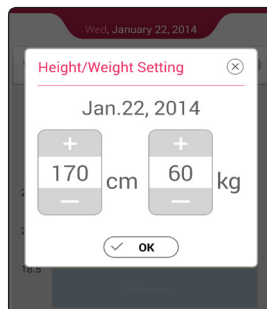 Wed, January 22, 2014
Height/Weight Setting
Jan.22, 2014
+ +
170 cm 60 kg
— —
OK
18.5